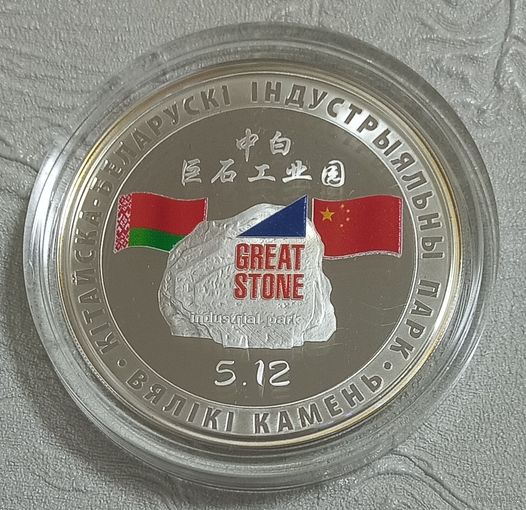 КІТАЙСКА-БЕЛАРУСКІ ІНДУСТРЫЯЛЬНЫ ПАРК
中白
巨石工业园
GREAT
STONE
industrial park
5.12
ВЯЛІКІ КАМЕНЬ